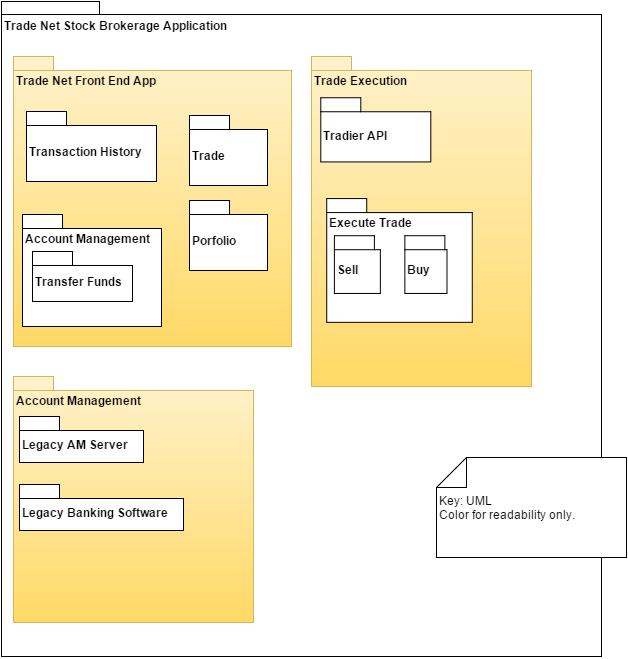 Trade Net Stock Brokerage Application
Trade Net Front End App
Transaction History
Trade
Account Management
Transfer Funds
Porfolio
Trade Execution
Tradier API
Execute Trade
Sell
Buy
Account Management
Legacy AM Server
Legacy Banking Software
Key: UML
Color for readability only.